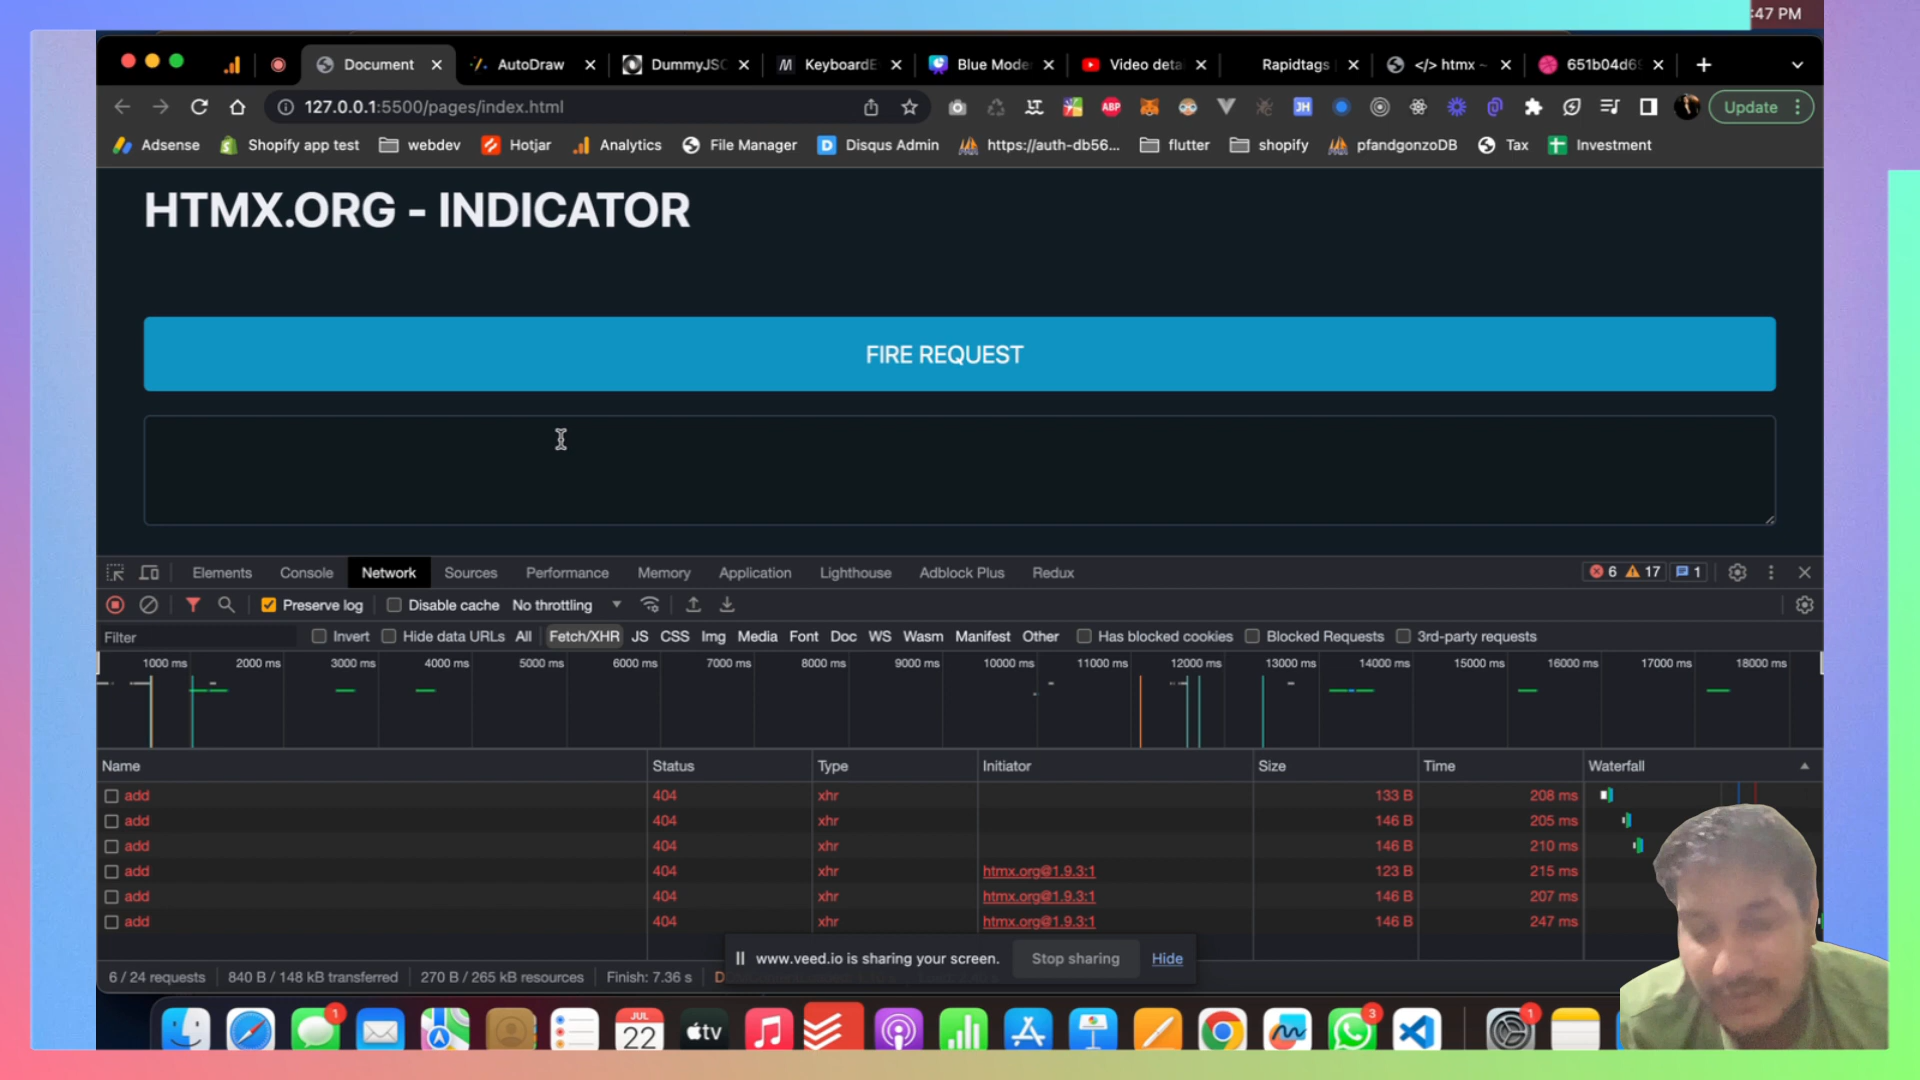 :47 PM
Document
AutoDraw
DummyJSO
KeyboardE
Blue Mode
Video deta
Rapidtags
</> htmx ~
651b04d69
127.0.0.1:5500/pages/index.html
ABP
JH
Update
Adsense
Shopify app test
webdev
Hotjar
Analytics
File Manager
Disqus Admin
https://auth-db56...
flutter
shopify
pfandgonzoDB
Tax
Investment
HTMX.ORG - INDICATOR
FIRE REQUEST
Elements Console Network Sources Performance Memory Application Lighthouse Adblock Plus Redux 6 17 1
Preserve log Disable cache No throttling
Filter Invert Hide data URLs All Fetch/XHR JS CSS Img Media Font Doc WS Wasm Manifest Other Has blocked cookies Blocked Requests 3rd-party requests
1000 ms 2000 ms 3000 ms 4000 ms 5000 ms 6000 ms 7000 ms 8000 ms 9000 ms 10000 ms 11000 ms 12000 ms 13000 ms 14000 ms 15000 ms 16000 ms 17000 ms 18000 ms
Name Status Type Initiator Size Time Waterfall
add 404 xhr 133 B 208 ms
add 404 xhr 146 B 205 ms
add 404 xhr 146 B 210 ms
add 404 xhr htmx.org@1.9.3:1 123 B 215 ms
add 404 xhr htmx.org@1.9.3:1 146 B 207 ms
add 404 xhr htmx.org@1.9.3:1 146 B 247 ms
www.veed.io is sharing your screen. Stop sharing Hide
6 / 24 requests 840 B / 148 kB transferred 270 B / 265 kB resources Finish: 7.36 s
1
JUL
22
tv
3
1